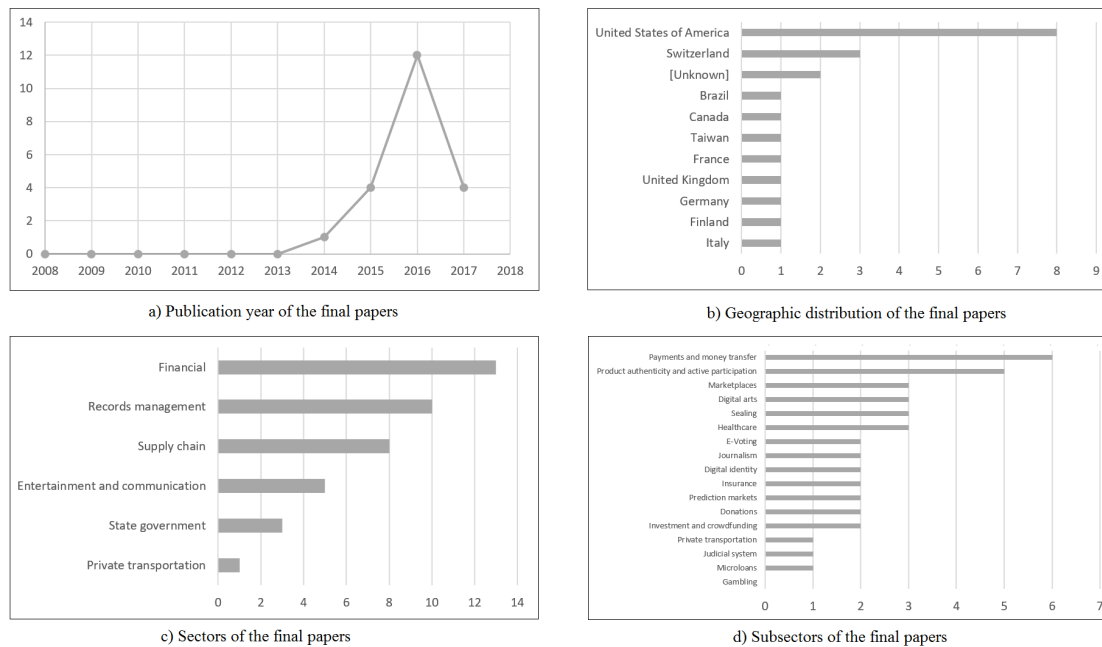 14
12
10
8
6
4
2
0
2008 2009 2010 2011 2012 2013 2014 2015 2016 2017 2018
a) Publication year of the final papers
United States of America
Switzerland
[Unknown]
Brazil
Canada
Taiwan
France
United Kingdom
Germany
Finland
Italy
0 1 2 3 4 5 6 7 8 9
b) Geographic distribution of the final papers
Financial
Records management
Supply chain
Entertainment and communication
State government
Private transportation
0 2 4 6 8 10 12 14
c) Sectors of the final papers
Payments and money transfer
Product authenticity and active participation
Marketplaces
Digital arts
Sealing
Healthcare
E-Voting
Journalism
Digital identity
Insurance
Prediction markets
Donations
Investment and crowdfunding
Private transportation
Judicial system
Microloans
Gambling
0 1 2 3 4 5 6 7
d) Subsectors of the final papers